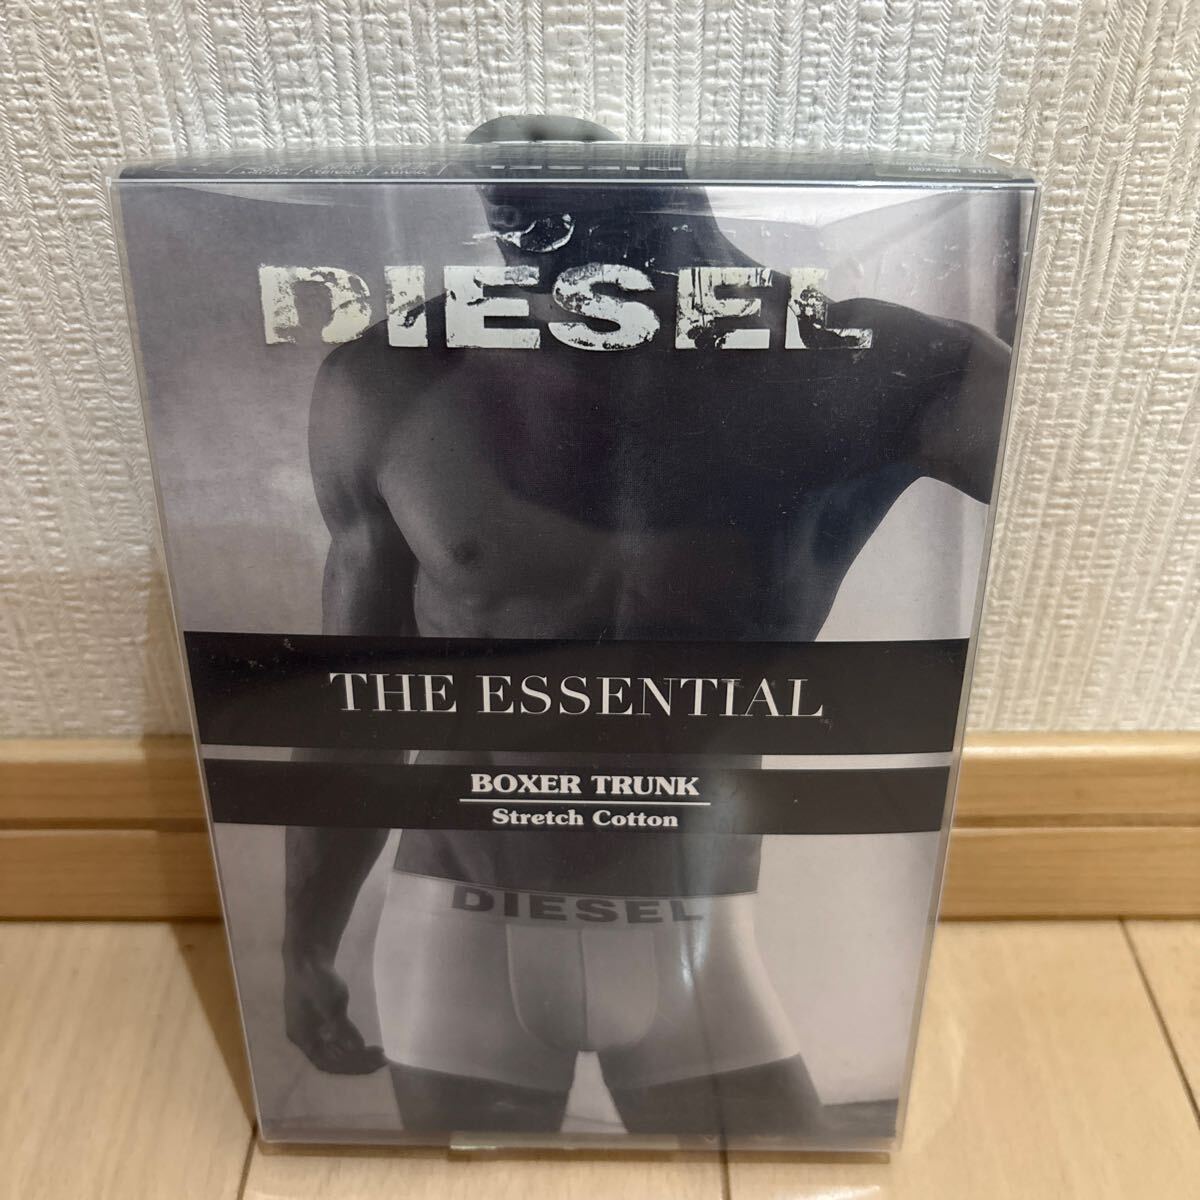 DIESEL
THE ESSENTIAL
BOXER TRUNK
Stretch Cotton
DIESEL